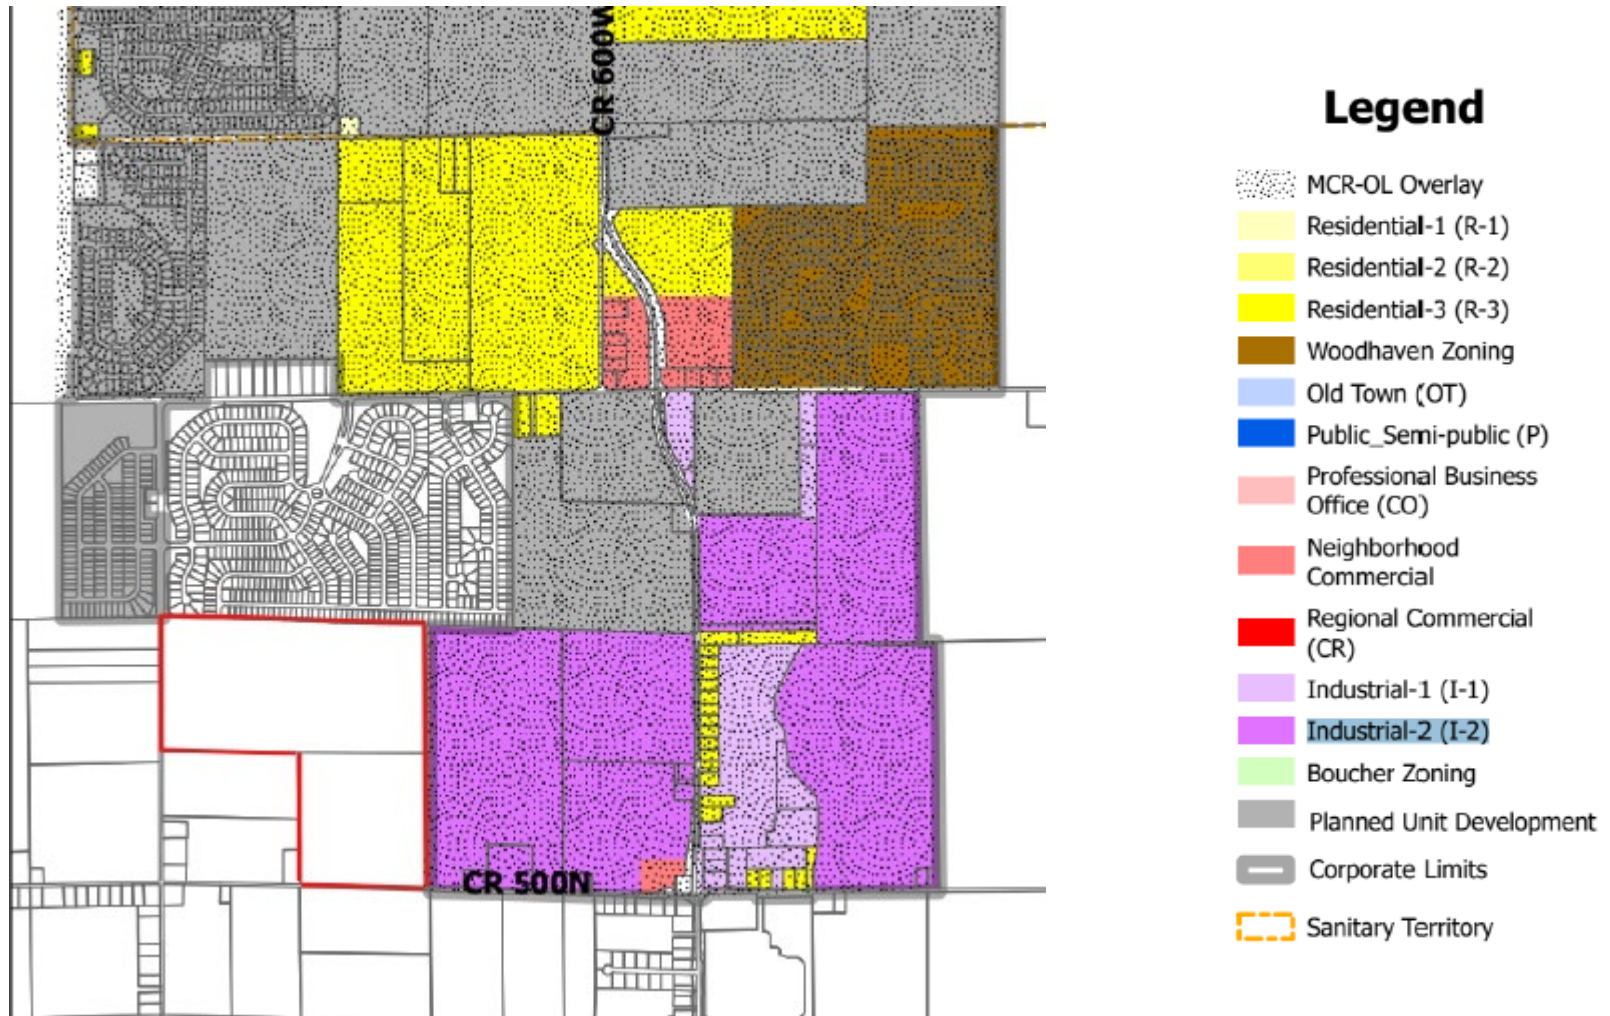 CR 600W
CR 500N
Legend
MCR-OL Overlay
Residential-1 (R-1)
Residential-2 (R-2)
Residential-3 (R-3)
Woodhaven Zoning
Old Town (OT)
Public_Semi-public (P)
Professional Business
Office (CO)
Neighborhood
Commercial
Regional Commercial
(CR)
Industrial-1 (I-1)
Industrial-2 (I-2)
Boucher Zoning
Planned Unit Development
Corporate Limits
Sanitary Territory